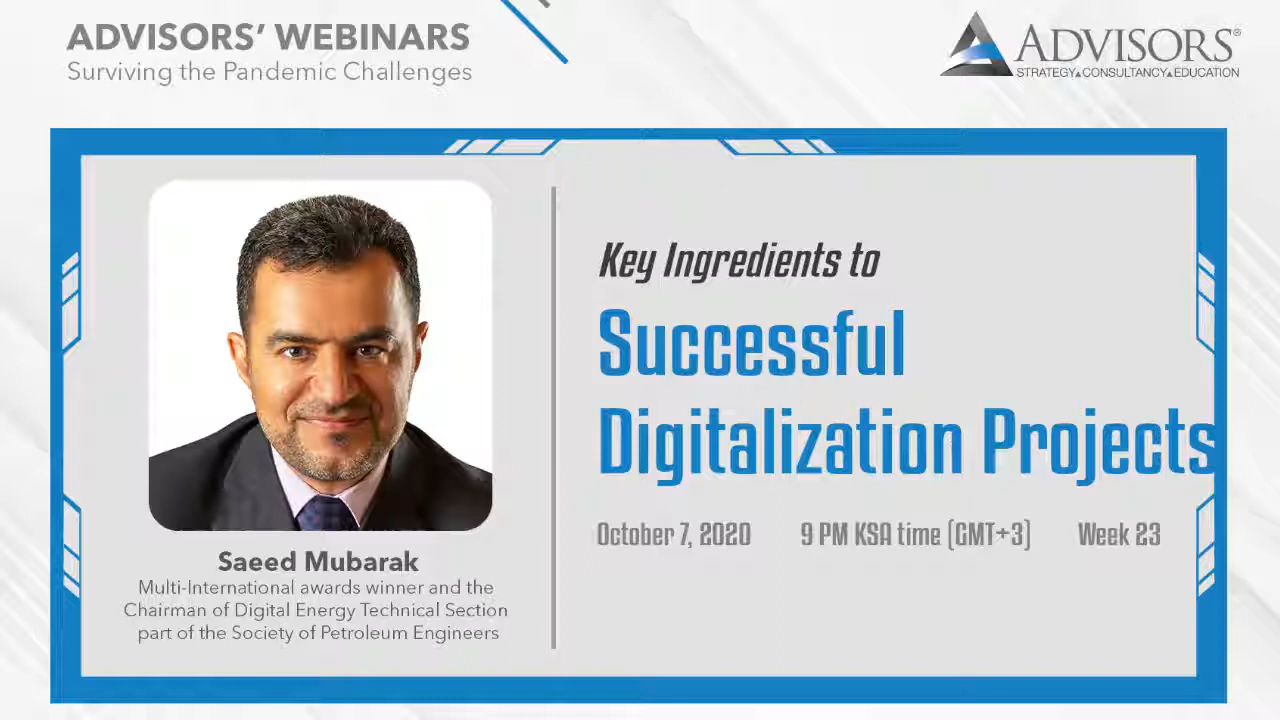 ADVISORS’ WEBINARS
Surviving the Pandemic Challenges
ADVISORS®
STRATEGY▲CONSULTANCY▲EDUCATION
Key Ingredients to
Successful
Digitalization Projects
October 7, 2020 9 PM KSA time (GMT+3) Week 23
Saeed Mubarak
Multi-International awards winner and the
Chairman of Digital Energy Technical Section
part of the Society of Petroleum Engineers